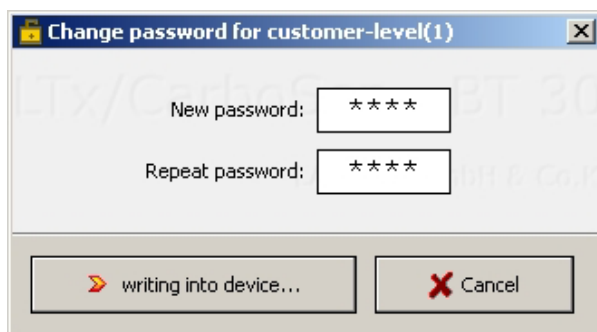 Change password for customer-level(1)
New password: ****
Repeat password: ****
writing into device...
Cancel